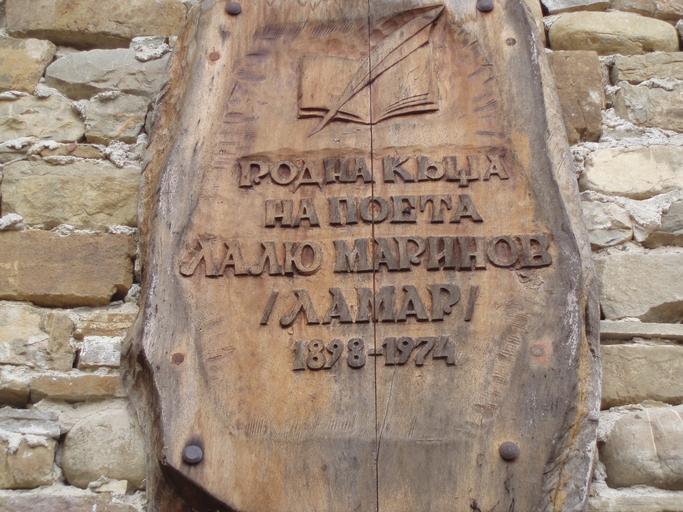 РОДНА КЪЩА
НА ПОЕТА
ЛАЛЮ МАРИНОВ
/ЛАМАР/
1898-1974